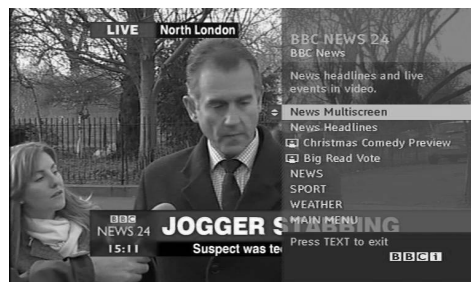 LIVE North London
BBC NEWS 24
BBC News
News headlines and live
events in video.
News Multiscreen
News Headlines
Christmas Comedy Preview
Big Read Vote
NEWS
SPORT
WEATHER
MAIN MENU
Press TEXT to exit
BBCi
BBC
NEWS 24
15:11
JOGGER STABBING
Suspect was